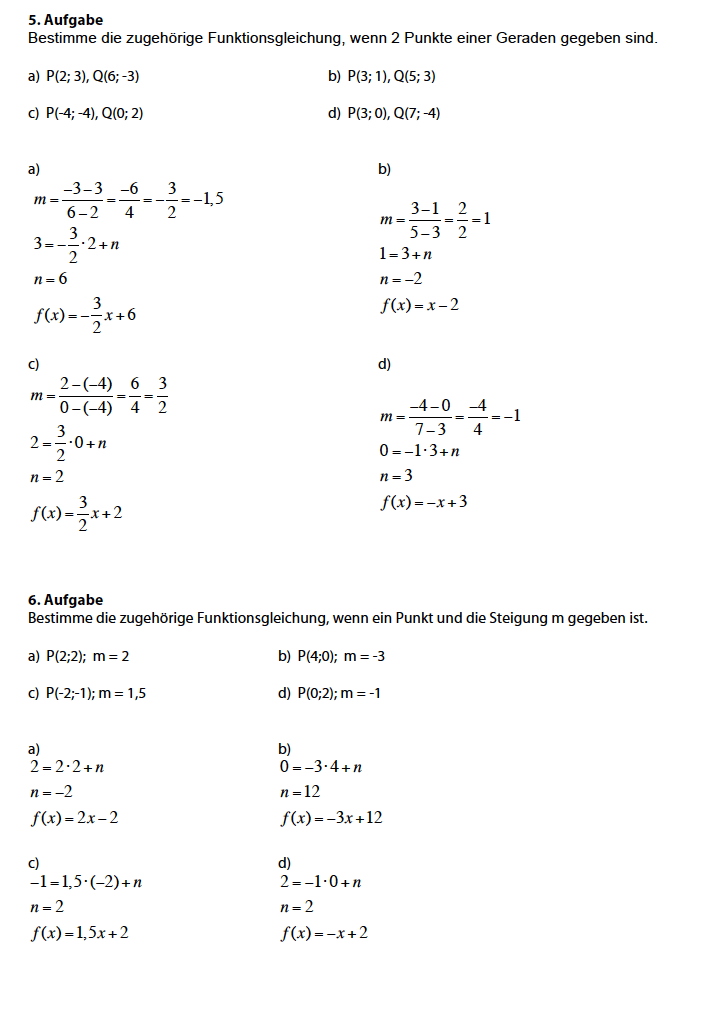 5. Aufgabe
Bestimme die zugehörige Funktionsgleichung, wenn 2 Punkte einer Geraden gegeben sind.
a) P(2; 3), Q(6; -3) b) P(3; 1), Q(5; 3)
c) P(-4; -4), Q(0; 2) d) P(3; 0), Q(7; -4)
a)
m = (−3−3)/(6−2) = −6/4 = −3/2 = −1,5
3 = −3/2·2+n
n = 6
f(x) = −3/2x+6
b)
m = (3−1)/(5−3) = 2/2 = 1
1 = 3+n
n = −2
f(x) = x−2
c)
m = (2−(−4))/(0−(−4)) = 6/4 = 3/2
2 = 3/2·0+n
n = 2
f(x) = 3/2x+2
d)
m = (−4−0)/(7−3) = −4/4 = −1
0 = −1·3+n
n = 3
f(x) = −x+3
6. Aufgabe
Bestimme die zugehörige Funktionsgleichung, wenn ein Punkt und die Steigung m gegeben ist.
a) P(2;2); m = 2 b) P(4;0); m = -3
c) P(-2;-1); m = 1,5 d) P(0;2); m = -1
a)
2 = 2·2+n
n = −2
f(x) = 2x−2
b)
0 = −3·4+n
n = 12
f(x) = −3x+12
c)
−1 = 1,5·(−2)+n
n = 2
f(x) = 1,5x+2
d)
2 = −1·0+n
n = 2
f(x) = −x+2